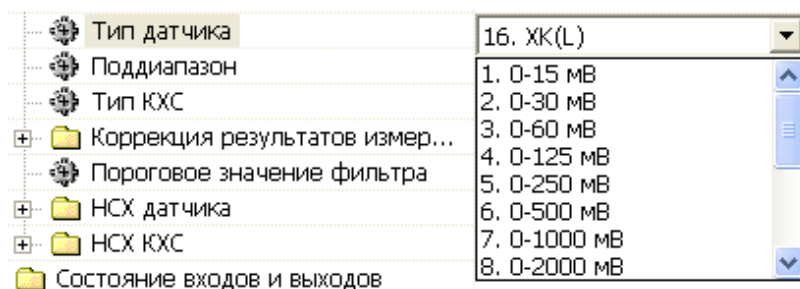 Тип датчика
16. ХК(L)
Поддиапазон
1. 0-15 мВ
2. 0-30 мВ
Тип КХС
3. 0-60 мВ
Коррекция результатов измер...
4. 0-125 мВ
Пороговое значение фильтра
5. 0-250 мВ
6. 0-500 мВ
НСХ датчика
7. 0-1000 мВ
НСХ КХС
8. 0-2000 мВ
Состояние входов и выходов